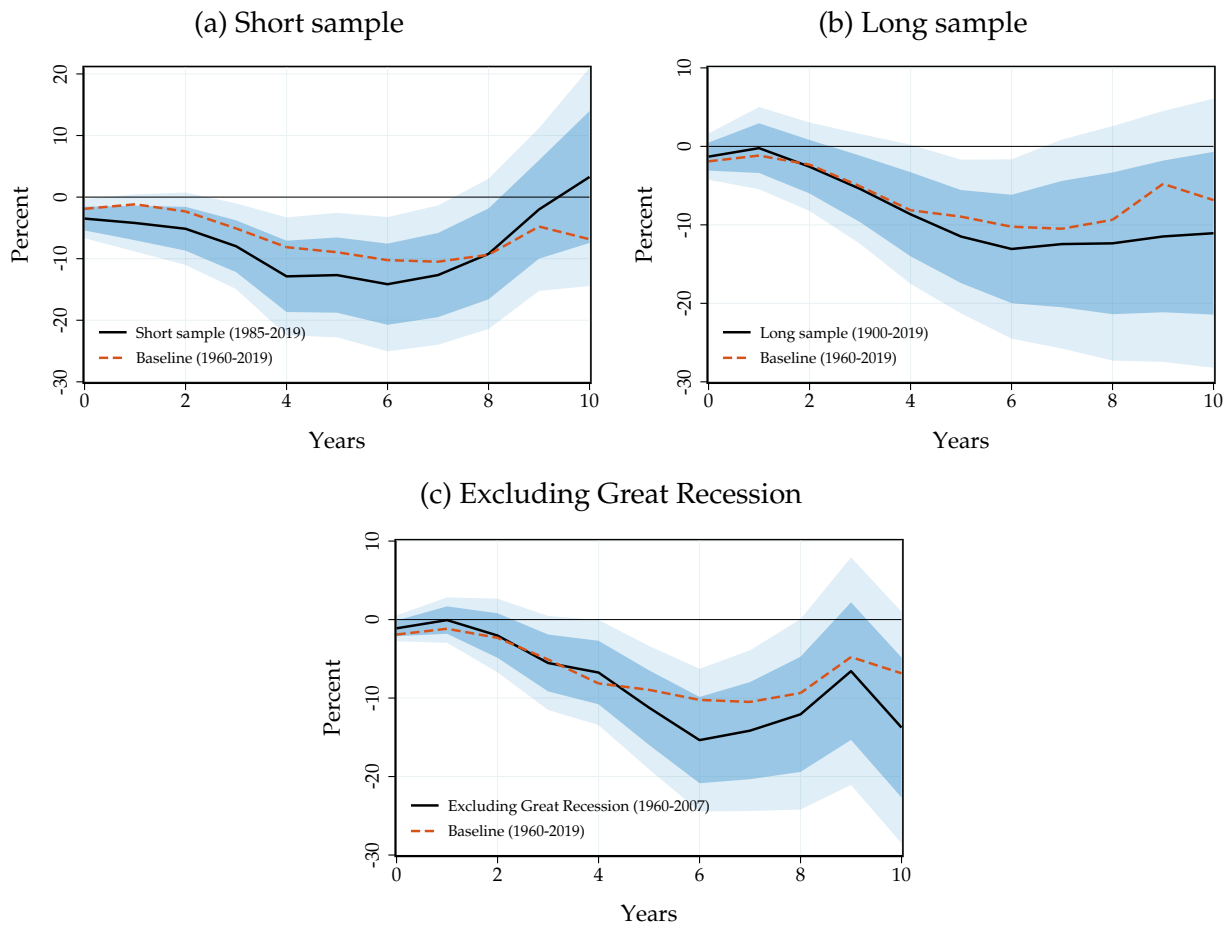 (a) Short sample
20
10
0
-10
-20
-30
Percent
Short sample (1985-2019)
Baseline (1960-2019)
0 2 4 6 8 10
Years
(b) Long sample
10
0
-10
-20
-30
Percent
Long sample (1900-2019)
Baseline (1960-2019)
0 2 4 6 8 10
Years
(c) Excluding Great Recession
10
0
-10
-20
-30
Percent
Excluding Great Recession (1960-2007)
Baseline (1960-2019)
0 2 4 6 8 10
Years